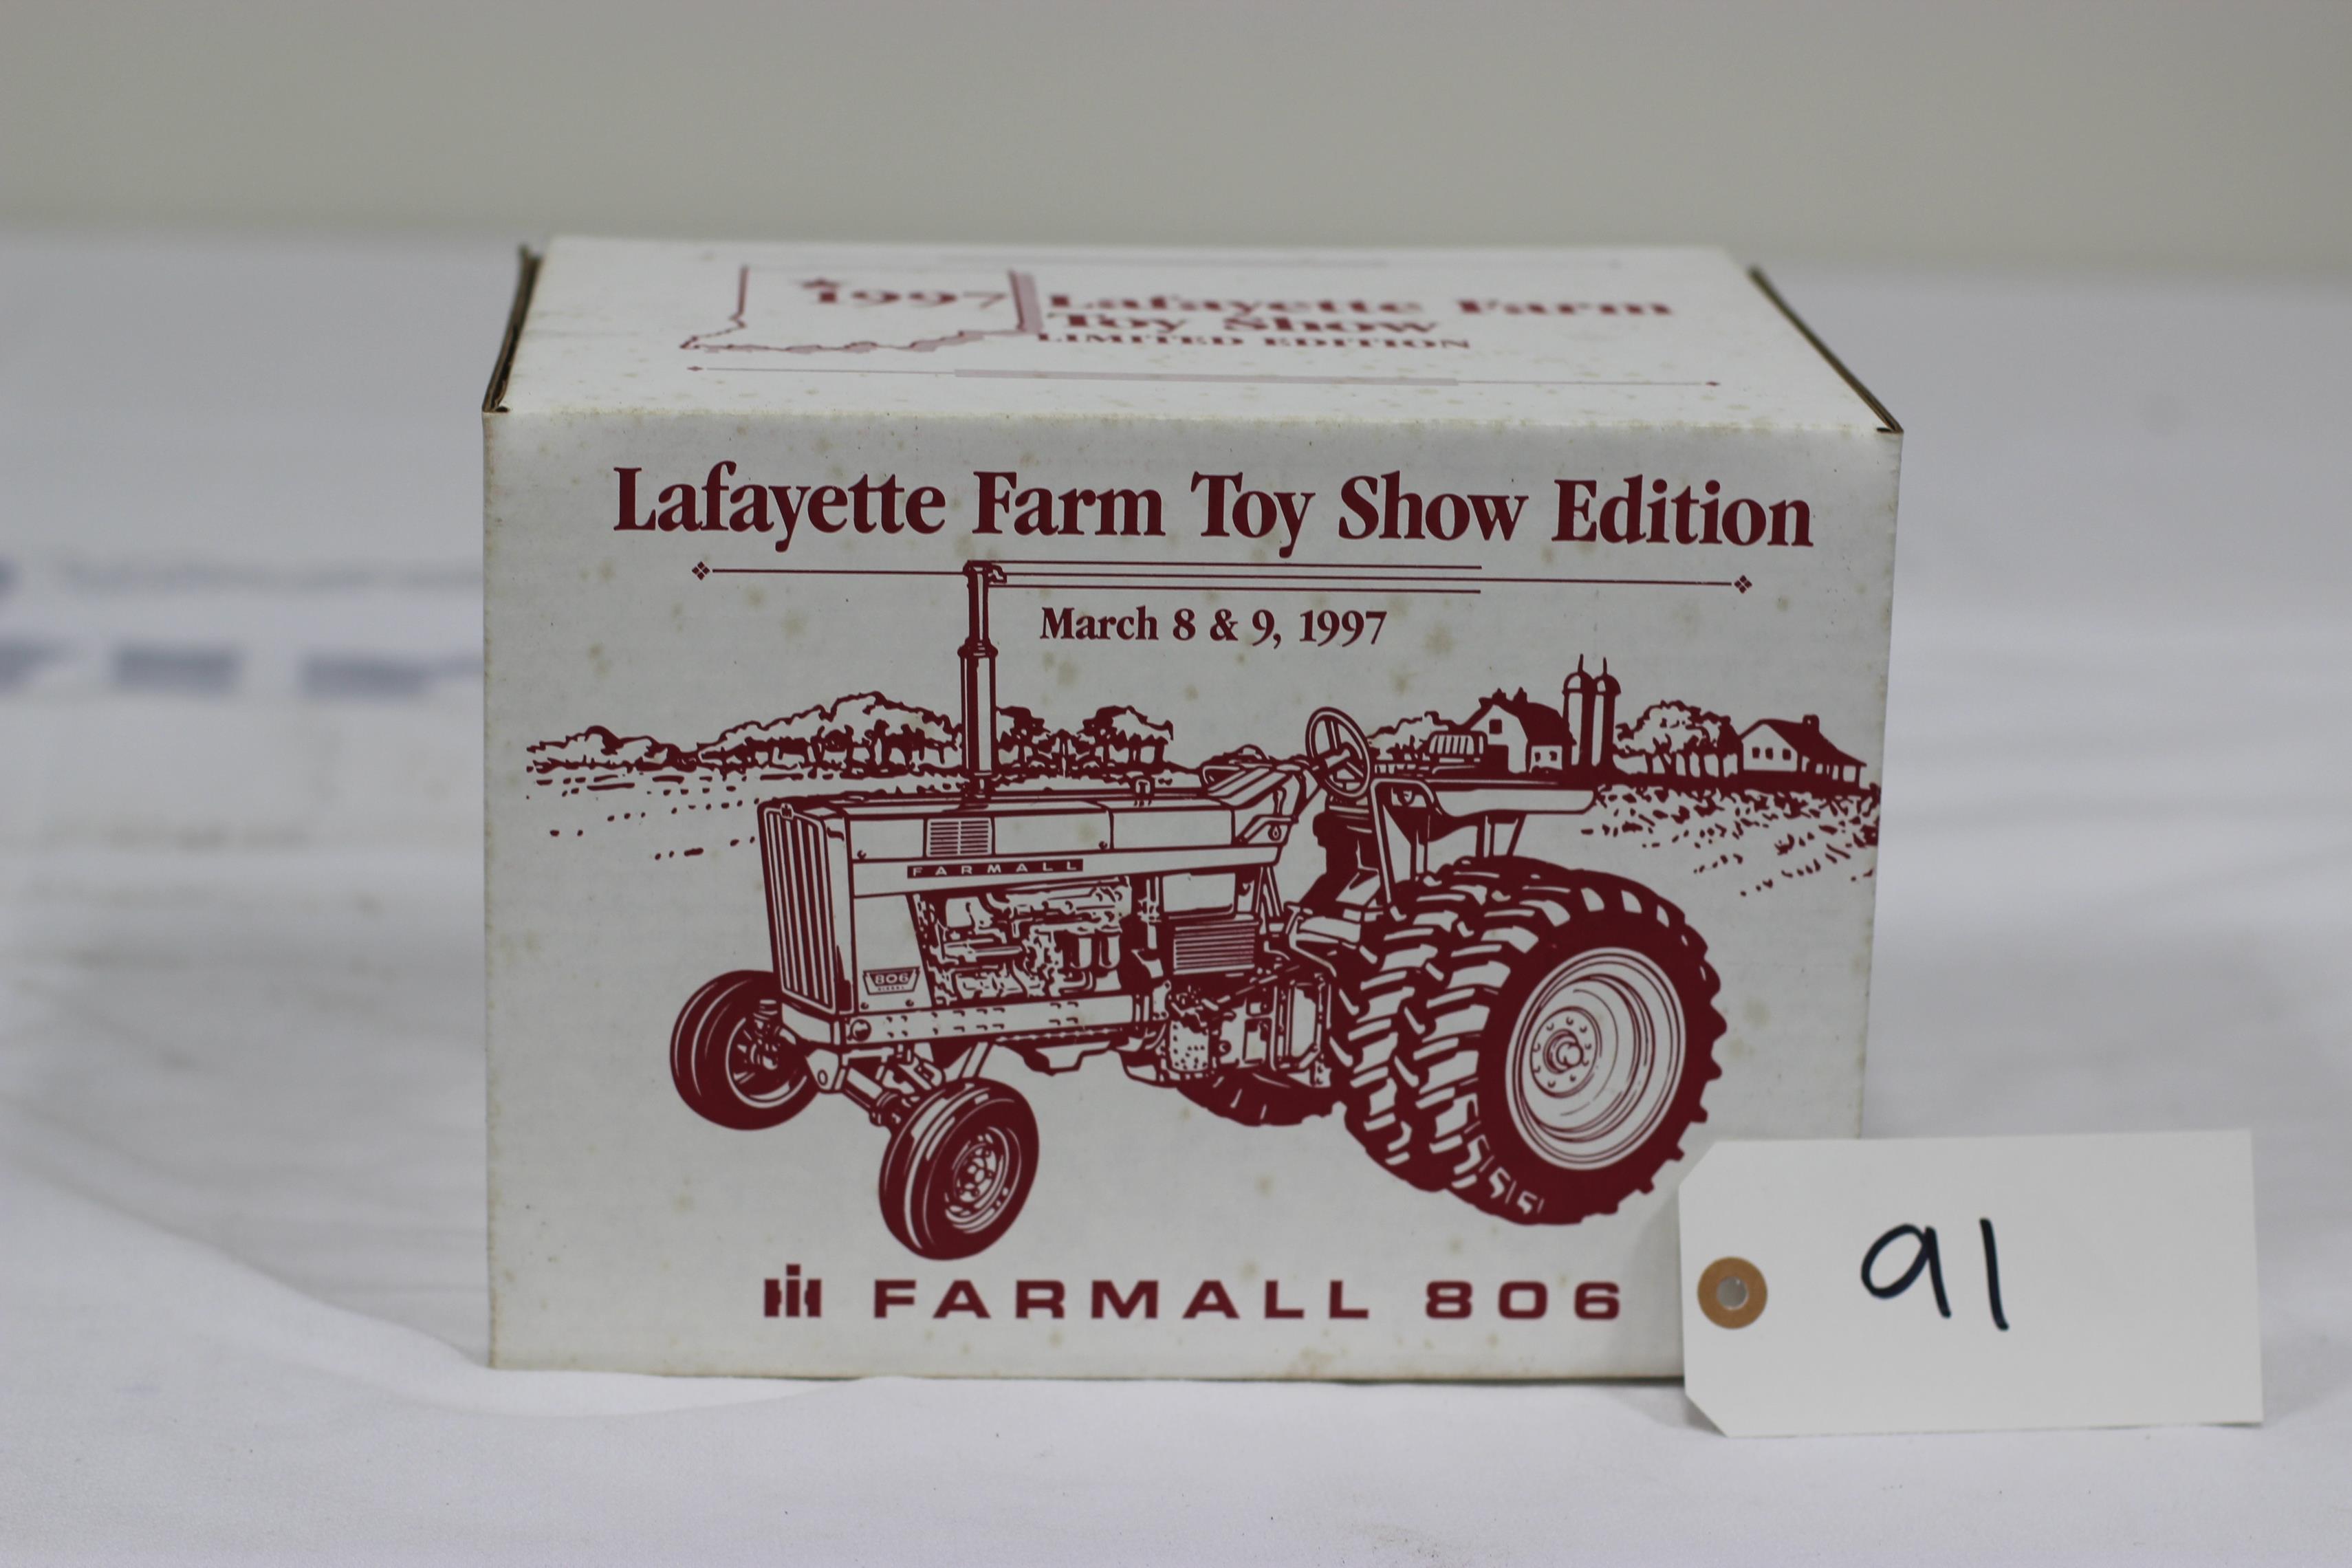 1997
Lafayette Farm
Toy Show
LIMITED EDITION
Lafayette Farm Toy Show Edition
March 8 & 9, 1997
FARMALL
806
DIESEL
FARMALL 806
91